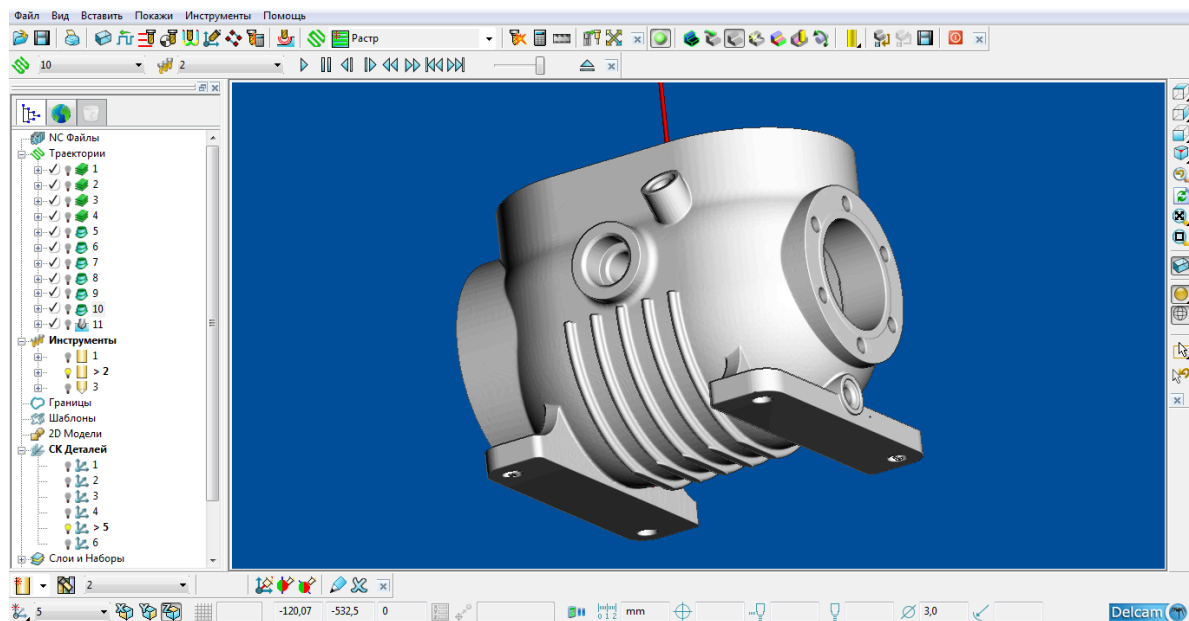 Файл Вид Вставить Покажи Инструменты Помощь
Растр
10 2
NC Файлы
Траектории
1
2
3
4
5
6
7
8
9
10
11
Инструменты
1
> 2
3
Границы
Шаблоны
2D Модели
СК Деталей
1
2
3
4
> 5
6
Слои и Наборы
2
5 -120,07 -532,5 0 mm 3,0 Delcam